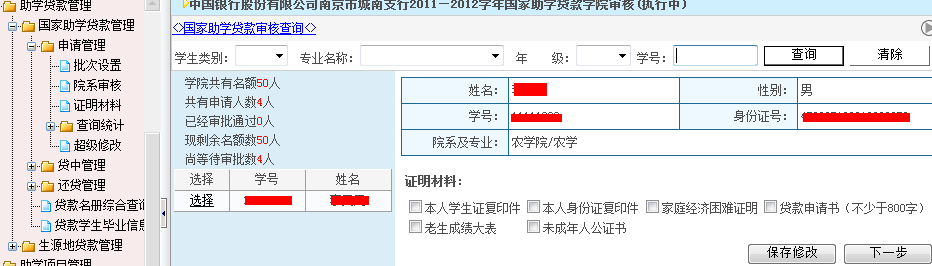 助学贷款管理
国家助学贷款管理
申请管理
批次设置
院系审核
证明材料
查询统计
超级修改
贷中管理
还贷管理
贷款名册综合查询
贷款学生毕业信息
生源地贷款管理
助学项目管理
中国银行股份有限公司南京市城南支行2011—2012学年国家助学贷款学院审核(执行中)
<>国家助学贷款审核查询<>
学生类别： 专业名称： 年 级： 学号： 查询 清除
学院共有名额50人
共有申请人数4人
已经审批通过0人
现剩余名额数50人
尚等待审批数4人
选择 学号 姓名
选择
姓名： 性别： 男
学号： 身份证号：
院系及专业： 农学院/农学
证明材料：
本人学生证复印件 本人身份证复印件 家庭经济困难证明 贷款申请书（不少于800字）
老生成绩大表 未成年人公证书
保存修改 下一步